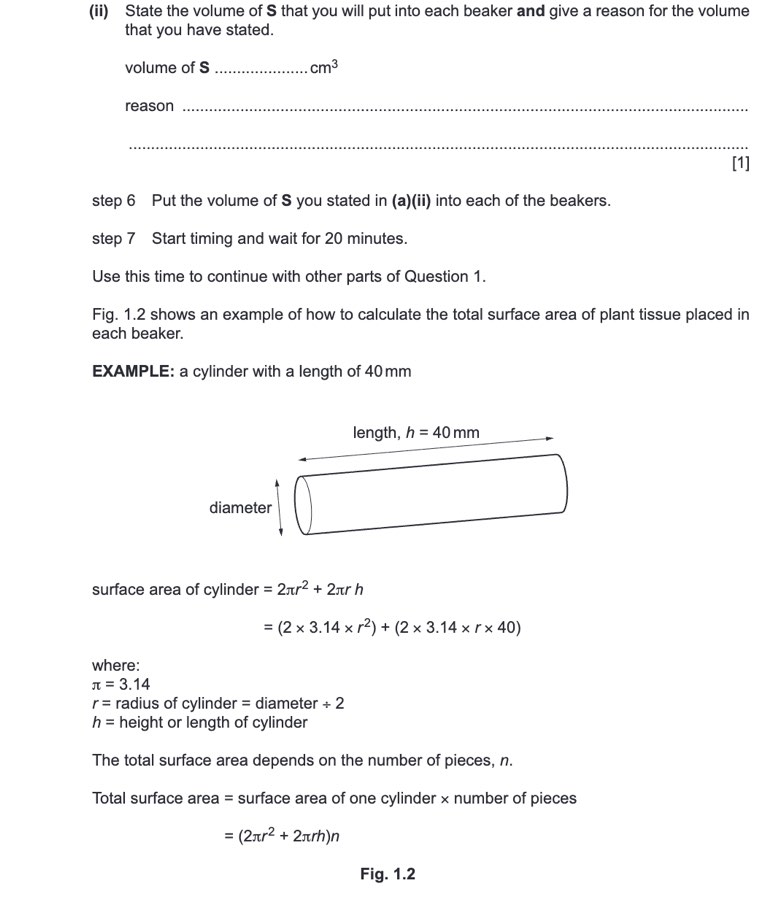 (ii) State the volume of S that you will put into each beaker and give a reason for the volume
that you have stated.
volume of S ..................... cm³
reason ................................................................................................................................
................................................................................................................................................
[1]
step 6 Put the volume of S you stated in (a)(ii) into each of the beakers.
step 7 Start timing and wait for 20 minutes.
Use this time to continue with other parts of Question 1.
Fig. 1.2 shows an example of how to calculate the total surface area of plant tissue placed in
each beaker.
EXAMPLE: a cylinder with a length of 40 mm
length, h = 40 mm
diameter
surface area of cylinder = 2πr² + 2πr h
= (2 × 3.14 × r²) + (2 × 3.14 × r × 40)
where:
π = 3.14
r = radius of cylinder = diameter ÷ 2
h = height or length of cylinder
The total surface area depends on the number of pieces, n.
Total surface area = surface area of one cylinder × number of pieces
= (2πr² + 2πrh)n
Fig. 1.2